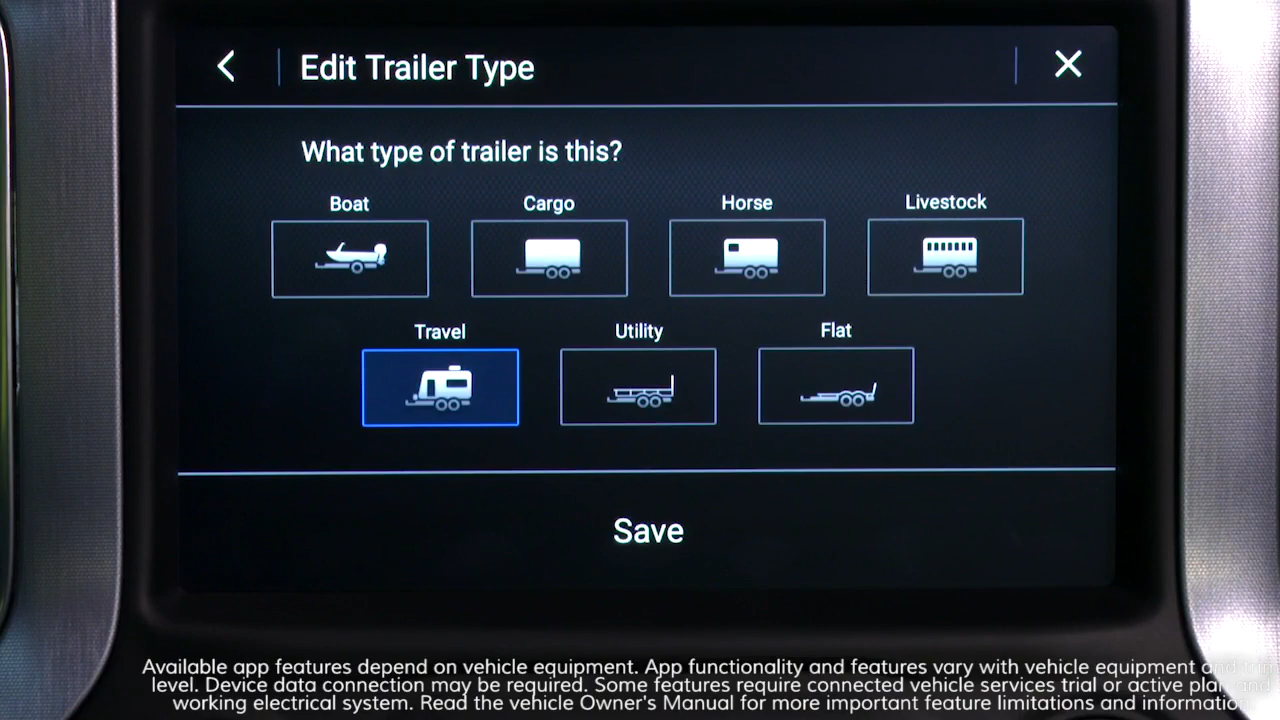 Edit Trailer Type
What type of trailer is this?
Boat Cargo Horse Livestock
Travel Utility Flat
Save
Available app features depend on vehicle equipment. App functionality and features vary with vehicle equipment and trim
level. Device data connection may be required. Some features require connected vehicle services trial or active plan and
working electrical system. Read the vehicle Owner's Manual for more important feature limitations and information.